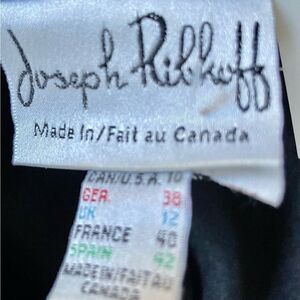 Joseph Ribkoff
Made In/Fait au Canada
CAN/U.S.A. 10
GER. 38
UK 12
FRANCE 40
SPAIN 42
MADE IN/FAIT AU
CANADA